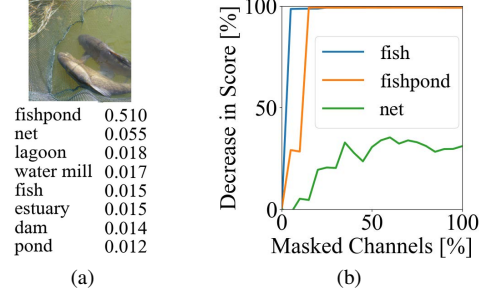 fishpond 0.510
net 0.055
lagoon 0.018
water mill 0.017
fish 0.015
estuary 0.015
dam 0.014
pond 0.012
(a)
Decrease in Score [%]
100
50
0
fish
fishpond
net
0 50 100
Masked Channels [%]
(b)